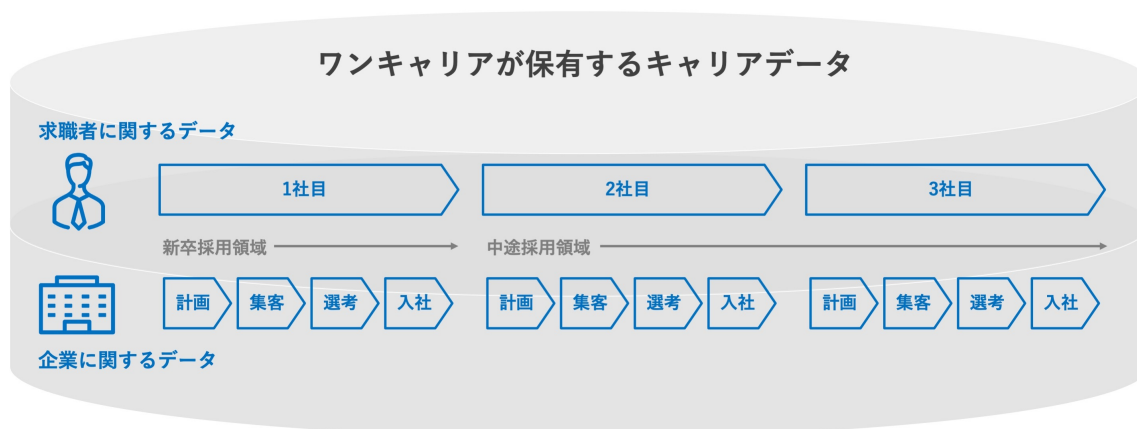 ワンキャリアが保有するキャリアデータ
求職者に関するデータ
1社目 2社目 3社目
新卒採用領域 中途採用領域
計画 集客 選考 入社 計画 集客 選考 入社 計画 集客 選考 入社
企業に関するデータ